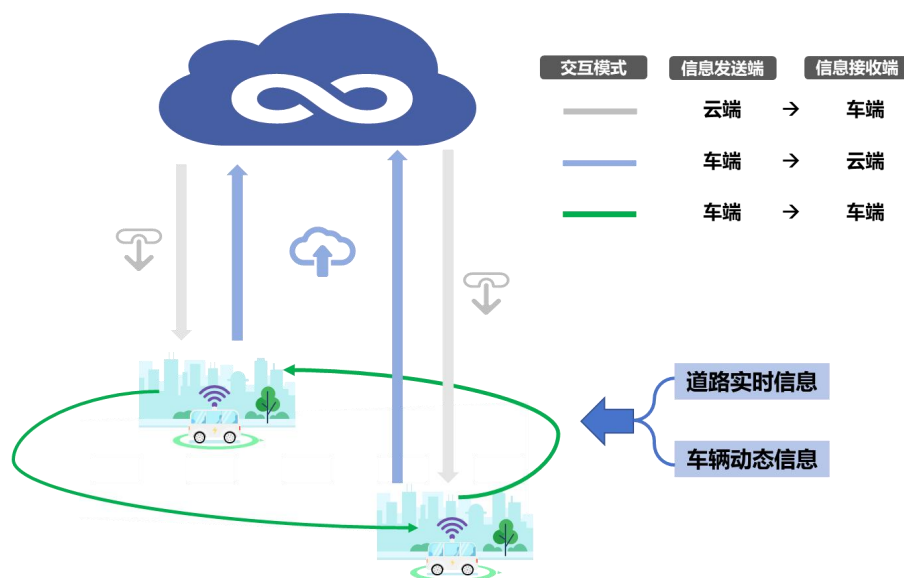 交互模式 信息发送端 信息接收端
云端 → 车端
车端 → 云端
车端 → 车端
道路实时信息
车辆动态信息